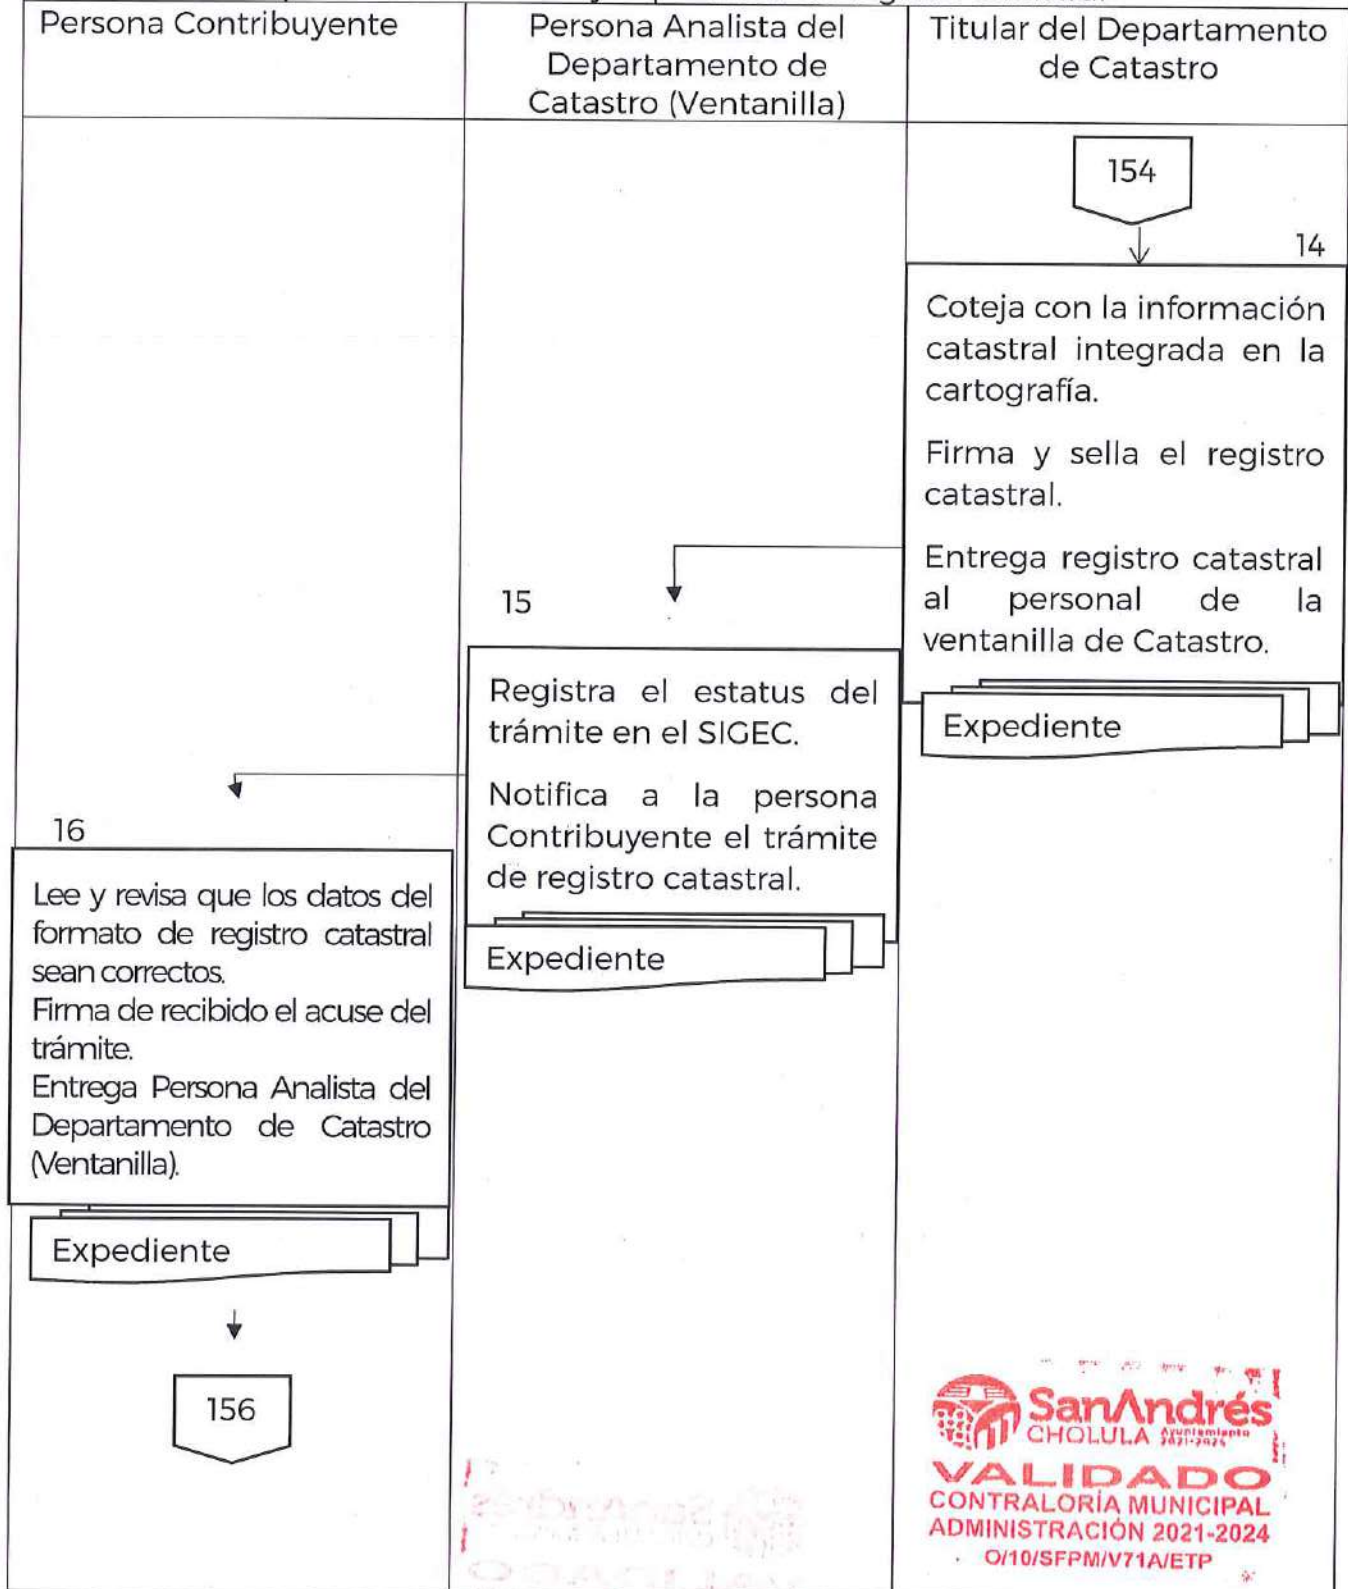 Persona Contribuyente
Persona Analista del
Departamento de
Catastro (Ventanilla)
Titular del Departamento
de Catastro
154
14
Coteja con la información
catastral integrada en la
cartografía.
Firma y sella el registro
catastral.
Entrega registro catastral
al personal de la
ventanilla de Catastro.
Expediente
15
Registra el estatus del
trámite en el SIGEC.
Notifica a la persona
Contribuyente el trámite
de registro catastral.
Expediente
16
Lee y revisa que los datos del
formato de registro catastral
sean correctos.
Firma de recibido el acuse del
trámite.
Entrega Persona Analista del
Departamento de Catastro
(Ventanilla).
Expediente
156
SanAndrés
CHOLULA Ayuntamiento
2021-2024
VALIDADO
CONTRALORÍA MUNICIPAL
ADMINISTRACIÓN 2021-2024
O/10/SFPM/V71A/ETP